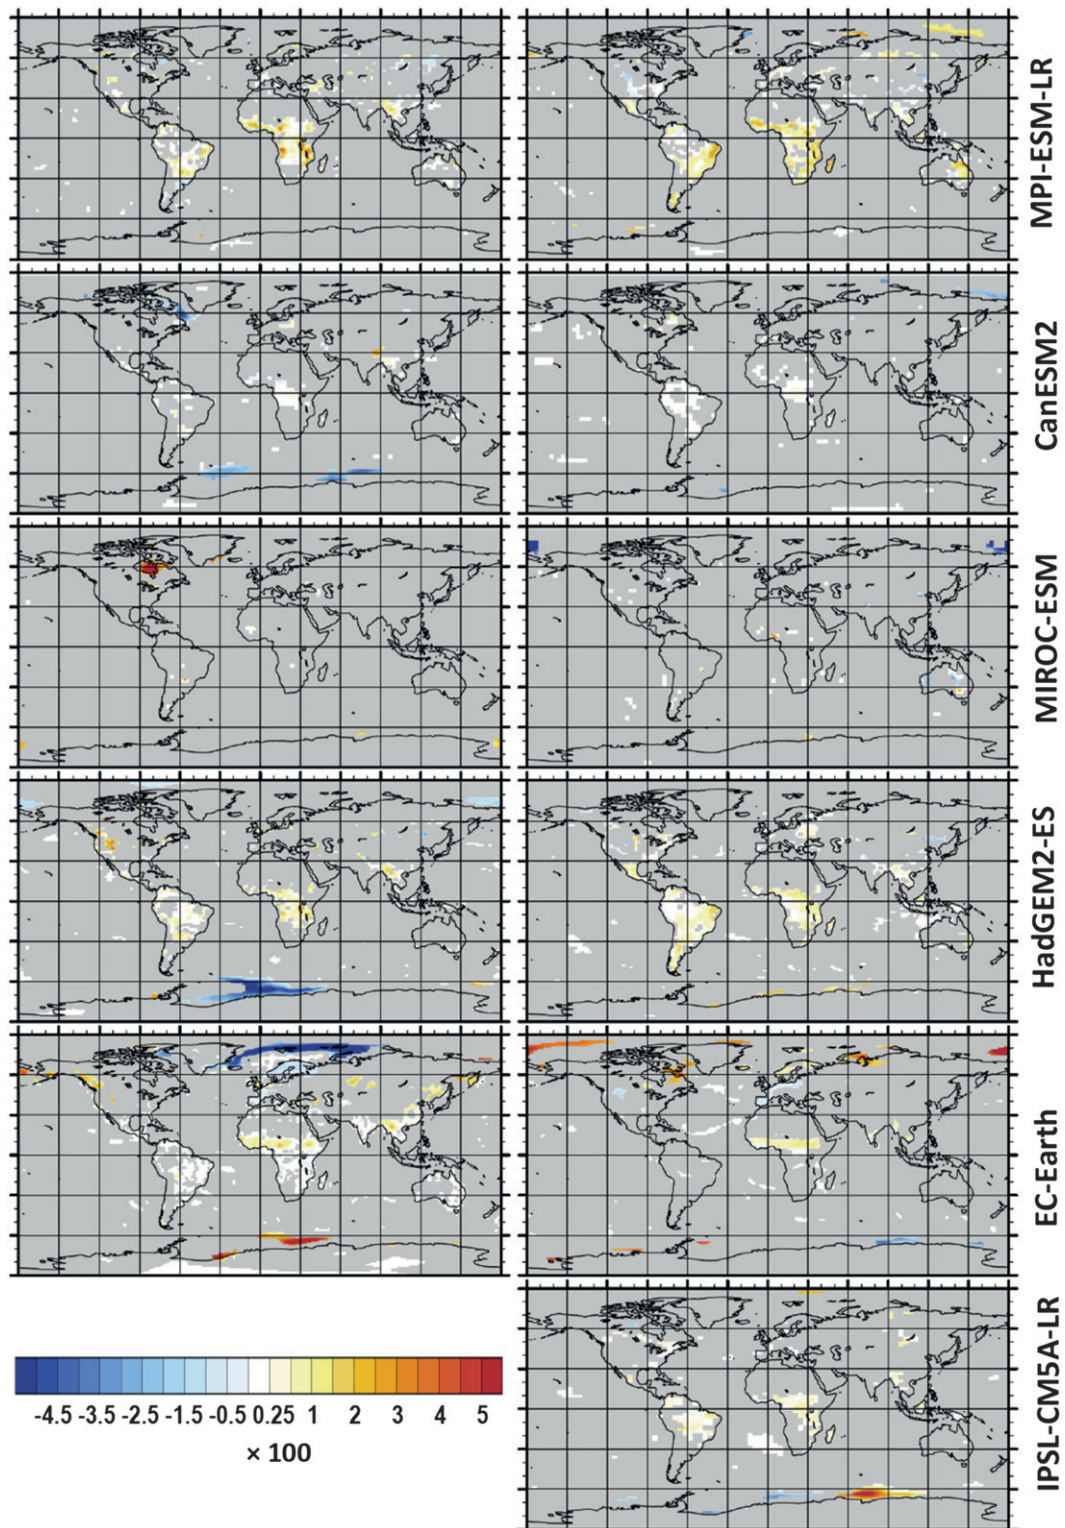 MPI-ESM-LR
CanESM2
MIROC-ESM
HadGEM2-ES
EC-Earth
IPSL-CM5A-LR
-4.5 -3.5 -2.5 -1.5 -0.5 0.25 1 2 3 4 5
× 100